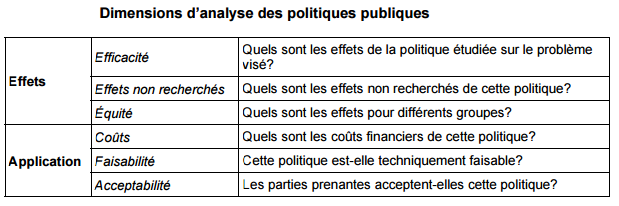 Dimensions d’analyse des politiques publiques
Effets
Efficacité
Quels sont les effets de la politique étudiée sur le problème
visé?
Effets non recherchés
Quels sont les effets non recherchés de cette politique?
Équité
Quels sont les effets pour différents groupes?
Application
Coûts
Quels sont les coûts financiers de cette politique?
Faisabilité
Cette politique est-elle techniquement faisable?
Acceptabilité
Les parties prenantes acceptent-elles cette politique?